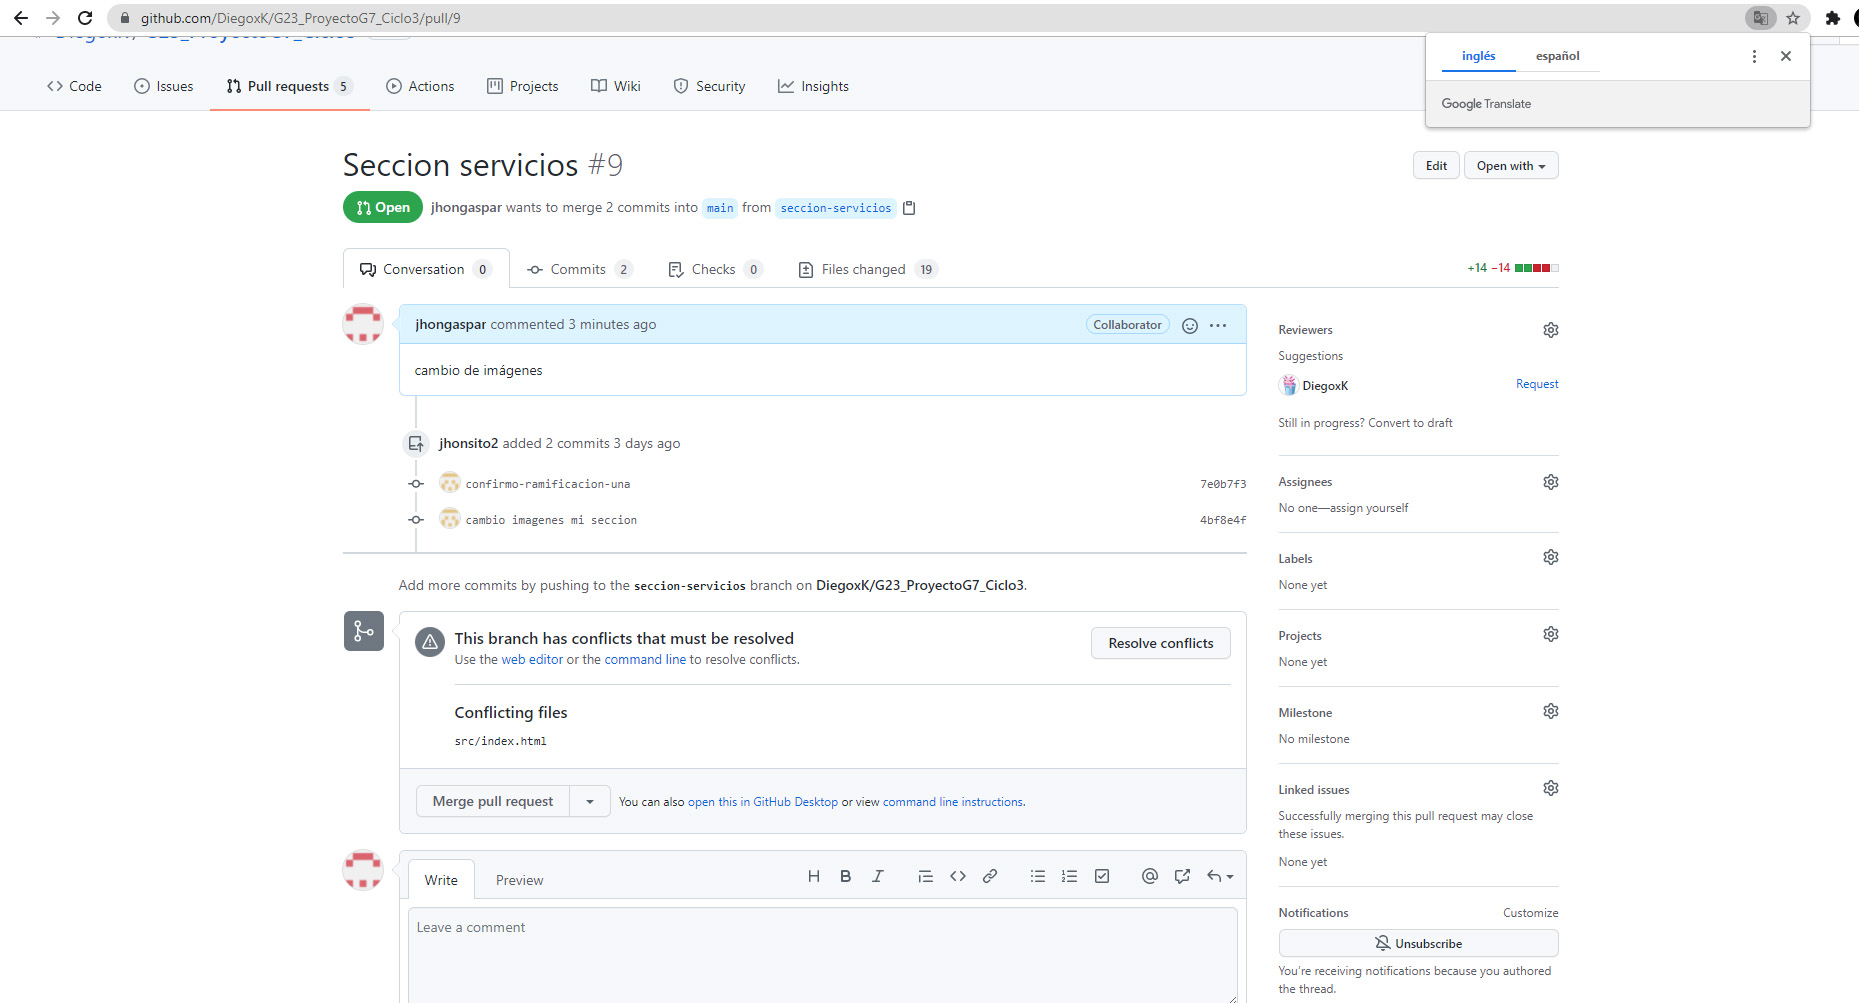 github.com/DiegoxK/G23_ProyectoG7_Ciclo3/pull/9
inglés español
Google Translate
Code Issues Pull requests 5 Actions Projects Wiki Security Insights
Seccion servicios #9
Edit Open with
Open jhongaspar wants to merge 2 commits into main from seccion-servicios
Conversation 0 Commits 2 Checks 0 Files changed 19 +14 −14
jhongaspar commented 3 minutes ago Collaborator
cambio de imágenes
jhonsito2 added 2 commits 3 days ago
confirmo-ramificacion-una 7e0b7f3
cambio imagenes mi seccion 4bf8e4f
Add more commits by pushing to the seccion-servicios branch on DiegoxK/G23_ProyectoG7_Ciclo3.
This branch has conflicts that must be resolved
Use the web editor or the command line to resolve conflicts.
Resolve conflicts
Conflicting files
src/index.html
Merge pull request You can also open this in GitHub Desktop or view command line instructions.
Write Preview
Leave a comment
Reviewers
Suggestions
DiegoxK Request
Still in progress? Convert to draft
Assignees
No one—assign yourself
Labels
None yet
Projects
None yet
Milestone
No milestone
Linked issues
Successfully merging this pull request may close
these issues.
None yet
Notifications Customize
Unsubscribe
You're receiving notifications because you authored
the thread.